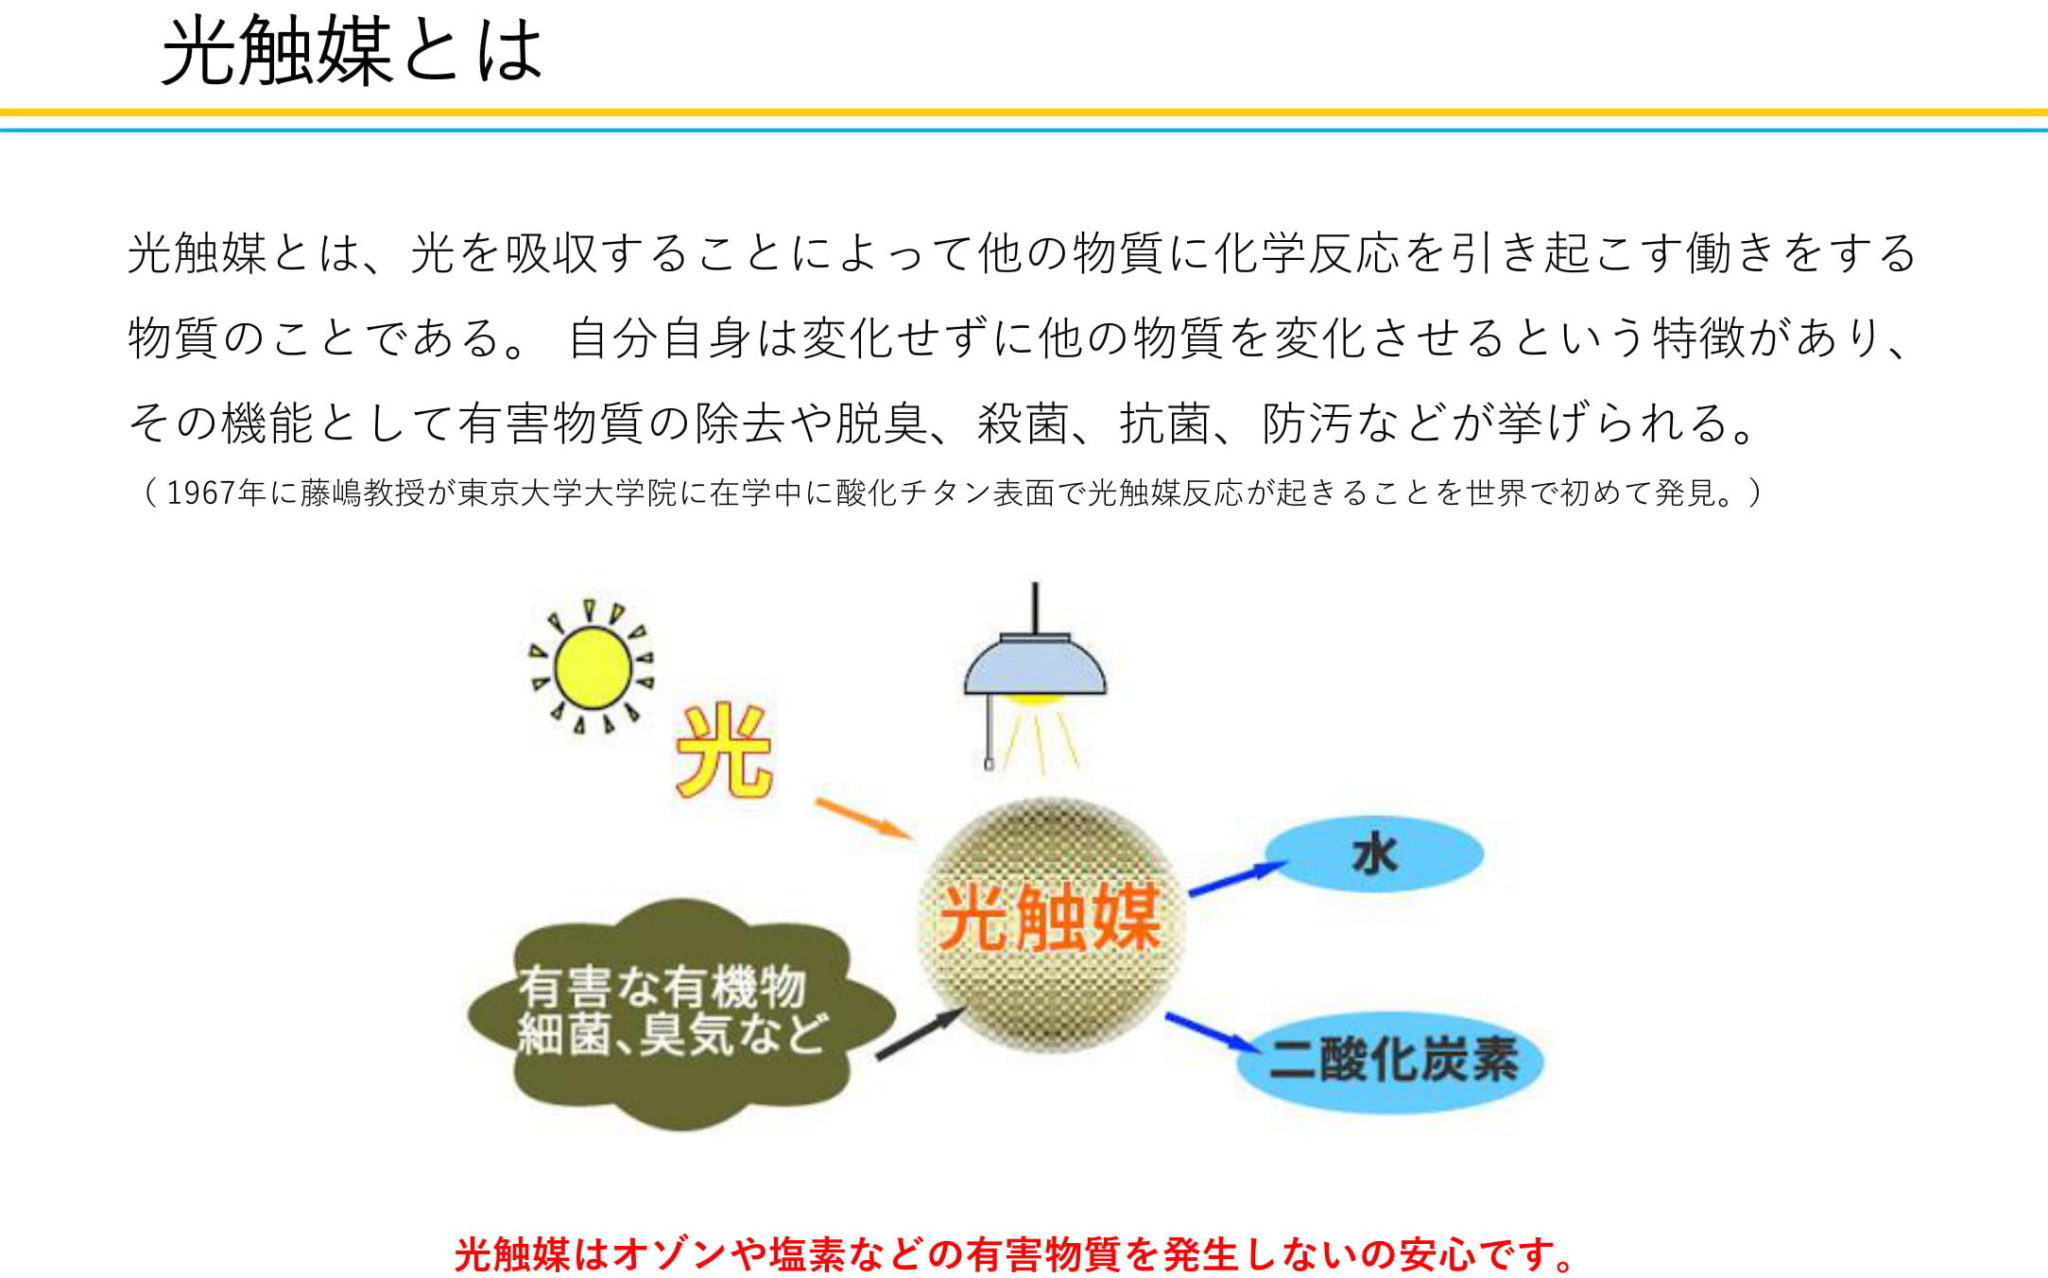 光触媒とは
光触媒とは、光を吸収することによって他の物質に化学反応を引き起こす働きをする
物質のことである。 自分自身は変化せずに他の物質を変化させるという特徴があり、
その機能として有害物質の除去や脱臭、殺菌、抗菌、防汚などが挙げられる。
（ 1967年に藤嶋教授が東京大学大学院に在学中に酸化チタン表面で光触媒反応が起きることを世界で初めて発見。）
光
光触媒
水
有害な有機物
細菌、臭気など
二酸化炭素
光触媒はオゾンや塩素などの有害物質を発生しないの安心です。